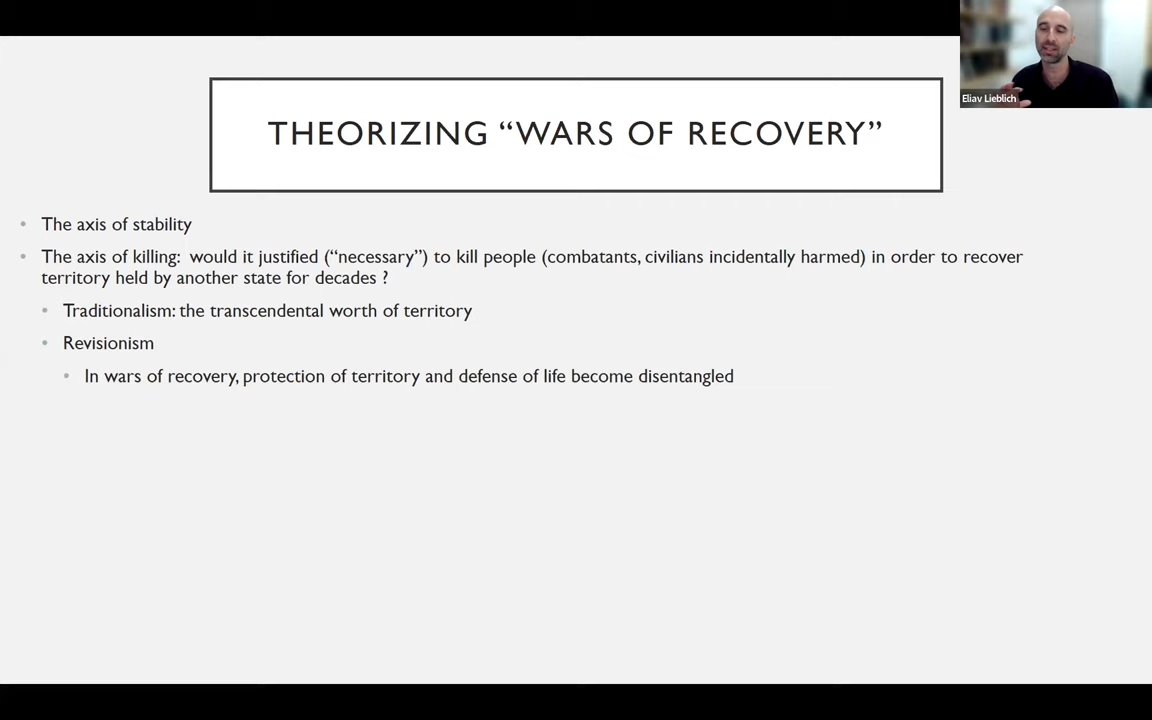 Eliav Lieblich
THEORIZING “WARS OF RECOVERY”
• The axis of stability
• The axis of killing: would it justified (“necessary”) to kill people (combatants, civilians incidentally harmed) in order to recover
territory held by another state for decades ?
• Traditionalism: the transcendental worth of territory
• Revisionism
• In wars of recovery, protection of territory and defense of life become disentangled